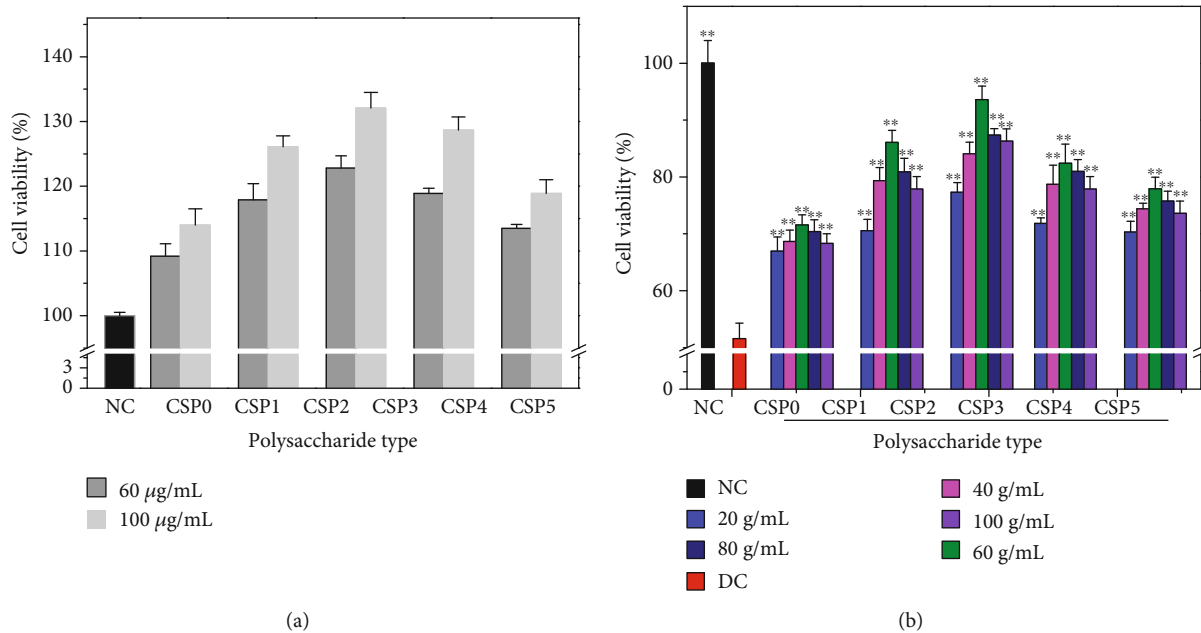 140
130
120
110
100
3
0
Cell viability (%)
NC CSP0 CSP1 CSP2 CSP3 CSP4 CSP5
Polysaccharide type
60 μg/mL
100 μg/mL
(a)
100
80
60
0
Cell viability (%)
**
** ** ** ** **
** ** ** ** **
** ** ** ** **
** ** ** ** **
** ** ** ** **
NC CSP0 CSP1 CSP2 CSP3 CSP4 CSP5
Polysaccharide type
NC
20 g/mL
80 g/mL
DC
40 g/mL
100 g/mL
60 g/mL
(b)